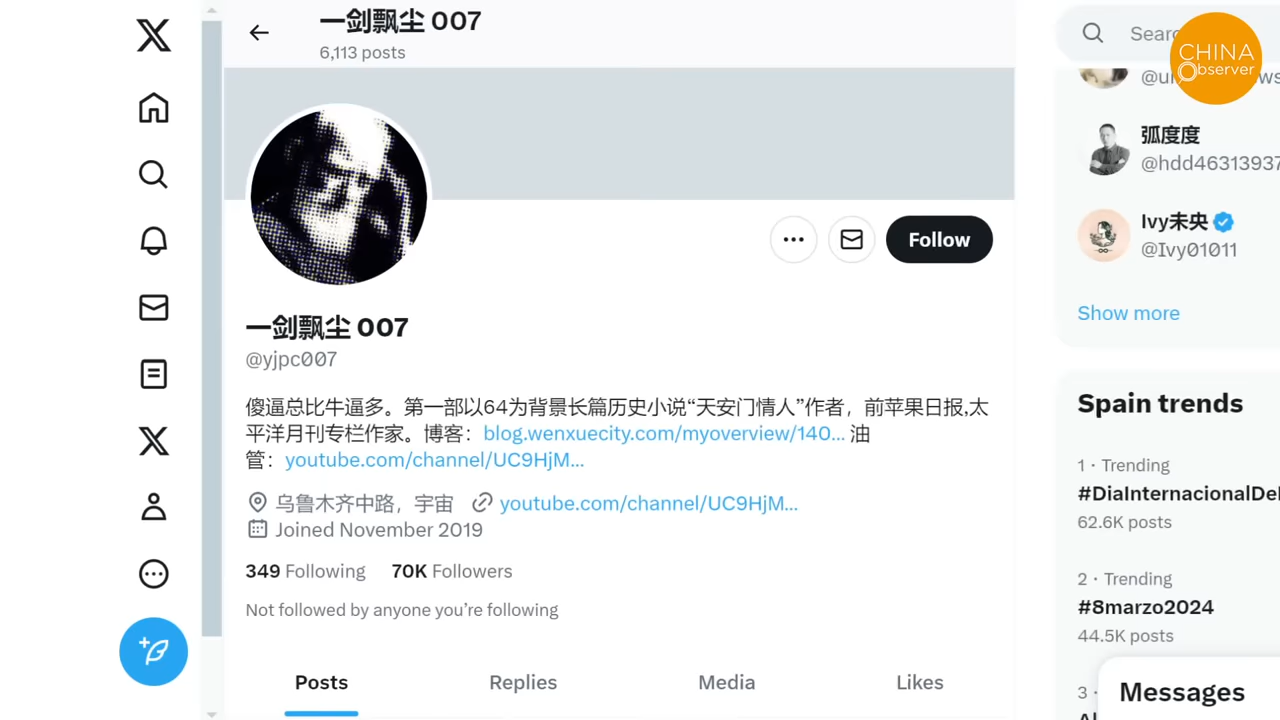 一剑飘尘 007
6,113 posts
Follow
一剑飘尘 007
@yjpc007
傻逼总比牛逼多。第一部以64为背景长篇历史小说“天安门情人”作者，前苹果日报,太
平洋月刊专栏作家。博客：blog.wenxuecity.com/myoverview/140... 油
管：youtube.com/channel/UC9HjM...
乌鲁木齐中路，宇宙 youtube.com/channel/UC9HjM...
Joined November 2019
349 Following 70K Followers
Not followed by anyone you’re following
Posts Replies Media Likes
CHINA
Observer
弧度度
@hdd46313937
Ivy未央
@Ivy01011
Show more
Spain trends
1 · Trending
#DiaInternacionalDel
62.6K posts
2 · Trending
#8marzo2024
44.5K posts
3 ·
Messages